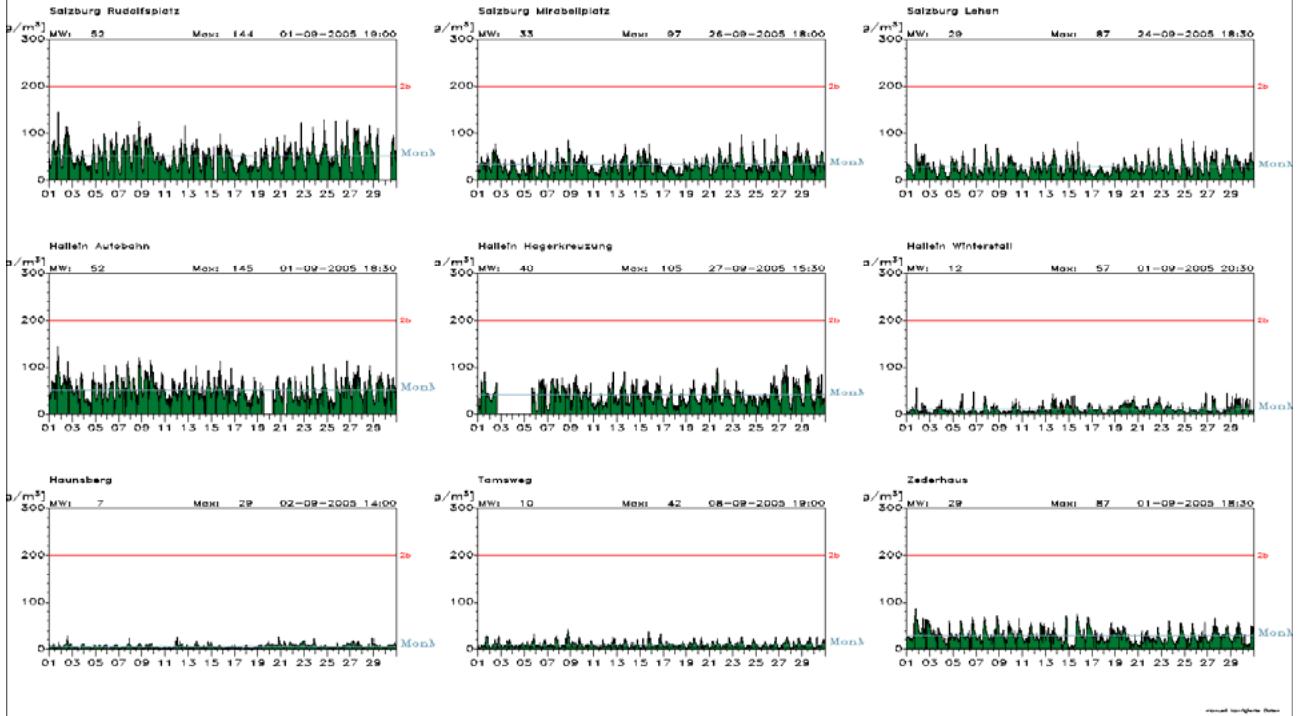 Salzburg Rudolfsplatz
g/m³]
MW: 52 Max: 144 01-09-2005 19:00
300
200
100
0
2b
MonM
01 03 05 07 09 11 13 15 17 19 21 23 25 27 29
Salzburg Mirabellplatz
g/m³]
MW: 33 Max: 97 26-09-2005 18:00
300
200
100
0
2b
MonM
01 03 05 07 09 11 13 15 17 19 21 23 25 27 29
Salzburg Lehen
g/m³]
MW: 29 Max: 87 24-09-2005 18:30
300
200
100
0
2b
MonM
01 03 05 07 09 11 13 15 17 19 21 23 25 27 29
Hallein Autobahn
g/m³]
MW: 52 Max: 145 01-09-2005 18:30
300
200
100
0
2b
MonM
01 03 05 07 09 11 13 15 17 19 21 23 25 27 29
Hallein Hagerkreuzung
g/m³]
MW: 40 Max: 105 27-09-2005 15:30
300
200
100
0
2b
MonM
01 03 05 07 09 11 13 15 17 19 21 23 25 27 29
Hallein Winterstall
g/m³]
MW: 12 Max: 57 01-09-2005 20:30
300
200
100
0
2b
MonM
01 03 05 07 09 11 13 15 17 19 21 23 25 27 29
Haunsberg
g/m³]
MW: 7 Max: 29 02-09-2005 14:00
300
200
100
0
2b
MonM
01 03 05 07 09 11 13 15 17 19 21 23 25 27 29
Tamsweg
g/m³]
MW: 10 Max: 42 08-09-2005 19:00
300
200
100
0
2b
MonM
01 03 05 07 09 11 13 15 17 19 21 23 25 27 29
Zederhaus
g/m³]
MW: 29 Max: 87 01-09-2005 18:30
300
200
100
0
2b
MonM
01 03 05 07 09 11 13 15 17 19 21 23 25 27 29